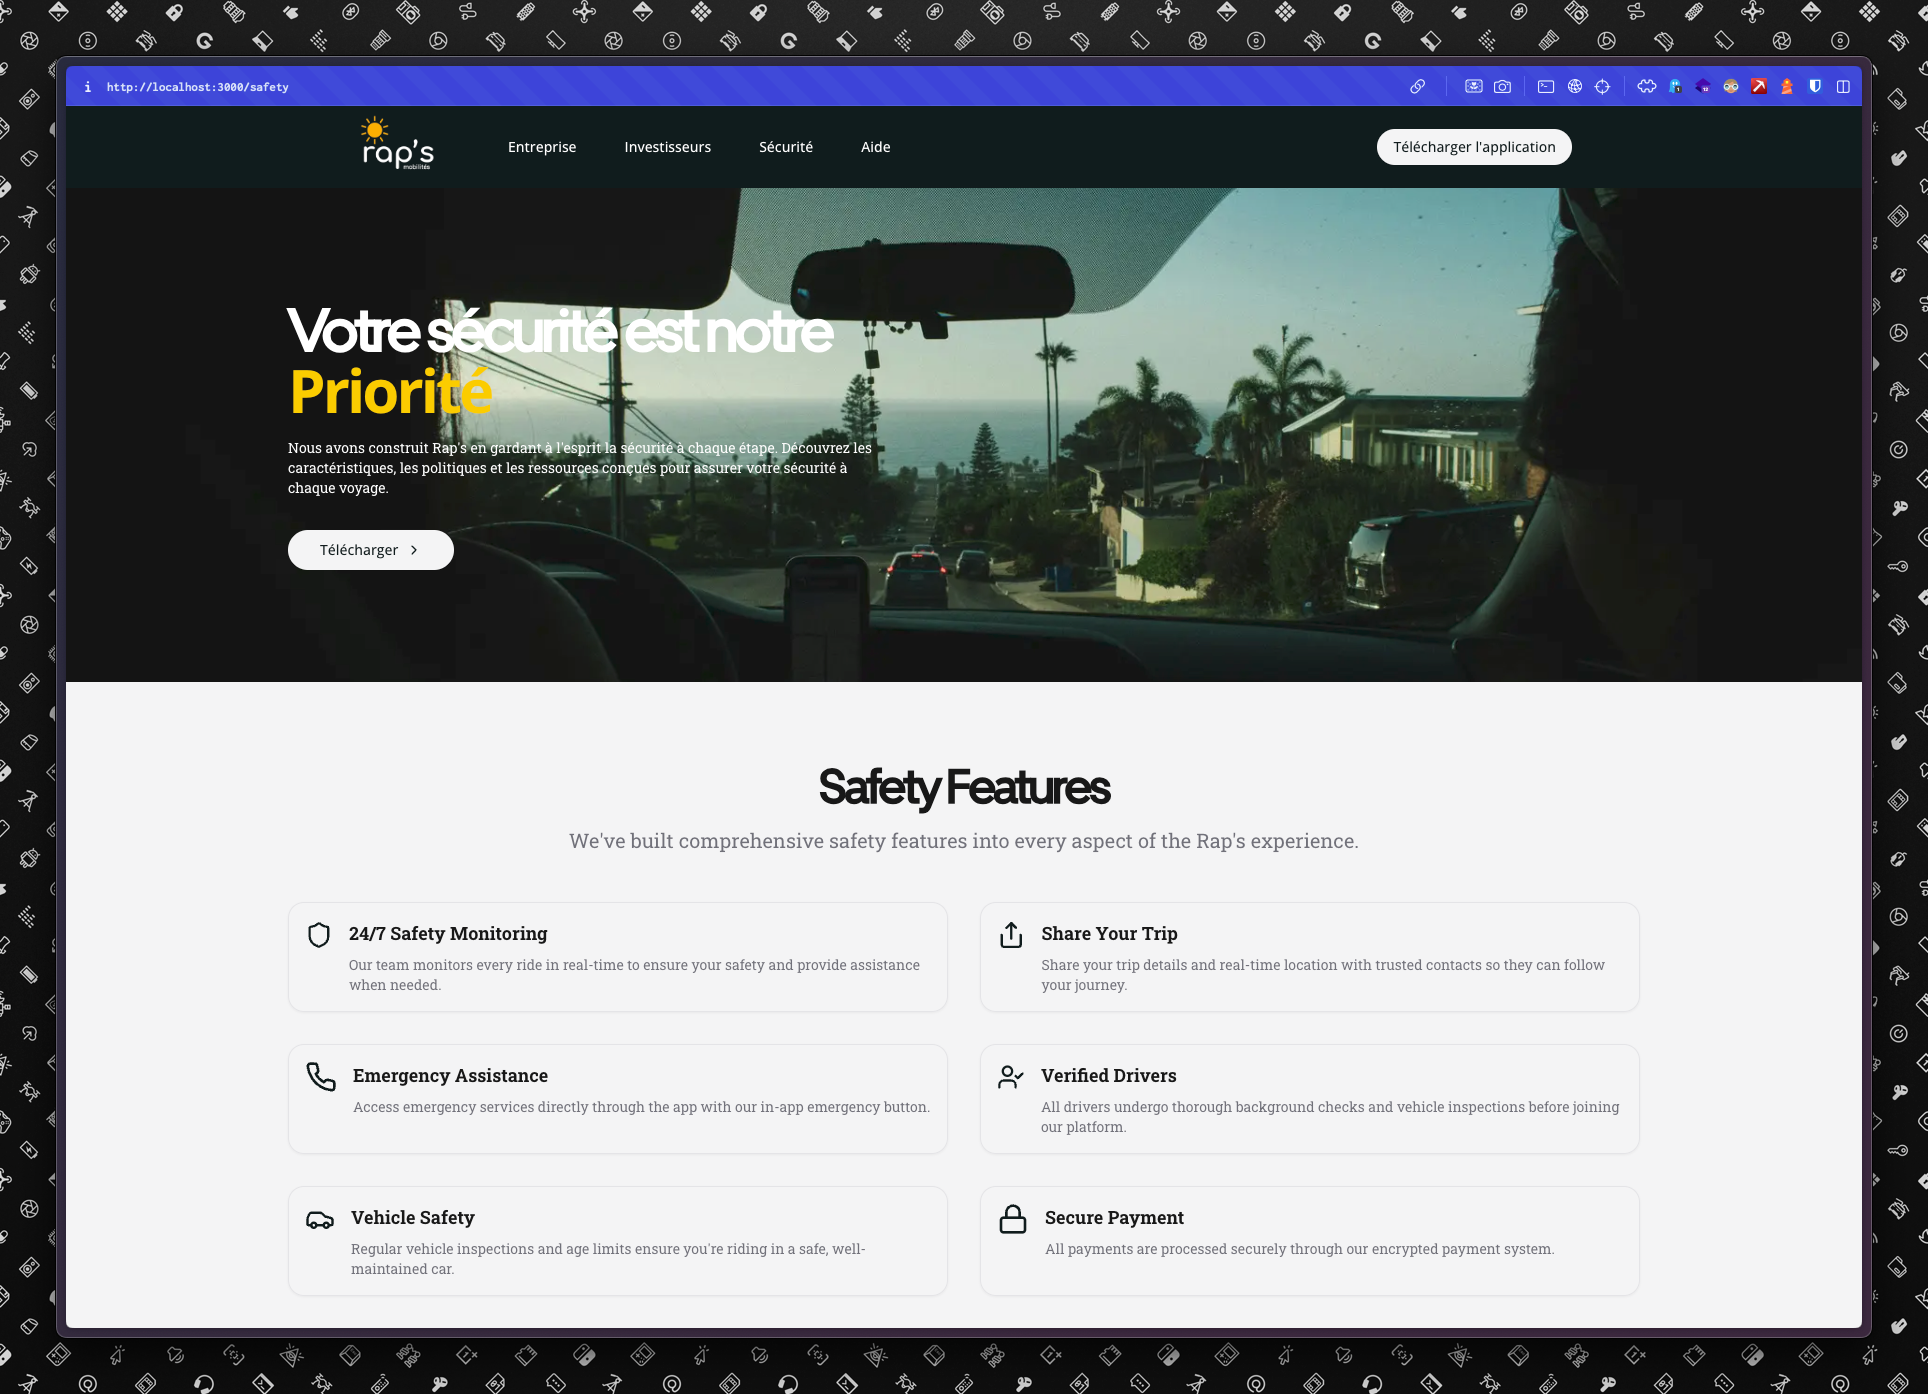 i http://localhost:3000/safety
rap's
mobilités
Entreprise
Investisseurs
Sécurité
Aide
Télécharger l'application
Votre sécurité est notre
Priorité
Nous avons construit Rap's en gardant à l'esprit la sécurité à chaque étape. Découvrez les
caractéristiques, les politiques et les ressources conçues pour assurer votre sécurité à
chaque voyage.
Télécharger
Safety Features
We've built comprehensive safety features into every aspect of the Rap's experience.
24/7 Safety Monitoring
Our team monitors every ride in real-time to ensure your safety and provide assistance
when needed.
Share Your Trip
Share your trip details and real-time location with trusted contacts so they can follow
your journey.
Emergency Assistance
Access emergency services directly through the app with our in-app emergency button.
Verified Drivers
All drivers undergo thorough background checks and vehicle inspections before joining
our platform.
Vehicle Safety
Regular vehicle inspections and age limits ensure you're riding in a safe, well-
maintained car.
Secure Payment
All payments are processed securely through our encrypted payment system.